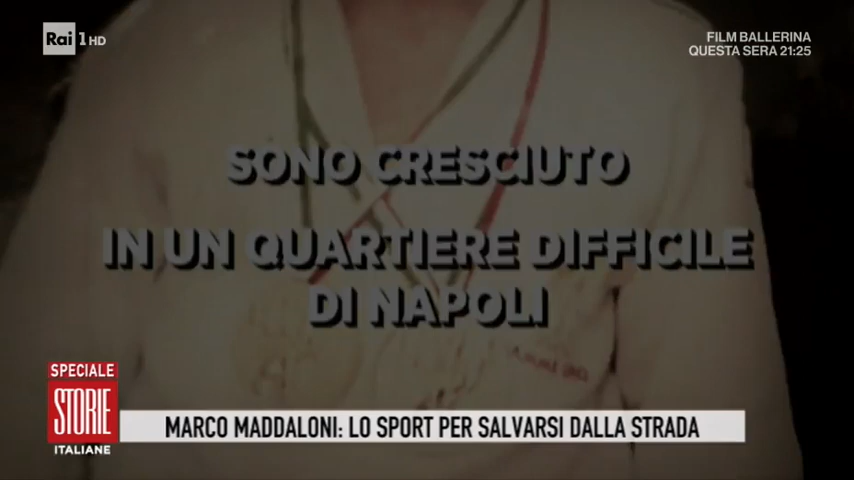 Rai 1 HD
FILM BALLERINA
QUESTA SERA 21:25
SONO CRESCIUTO
IN UN QUARTIERE DIFFICILE
DI NAPOLI
SPECIALE
STORIE
ITALIANE
MARCO MADDALONI: LO SPORT PER SALVARSI DALLA STRADA